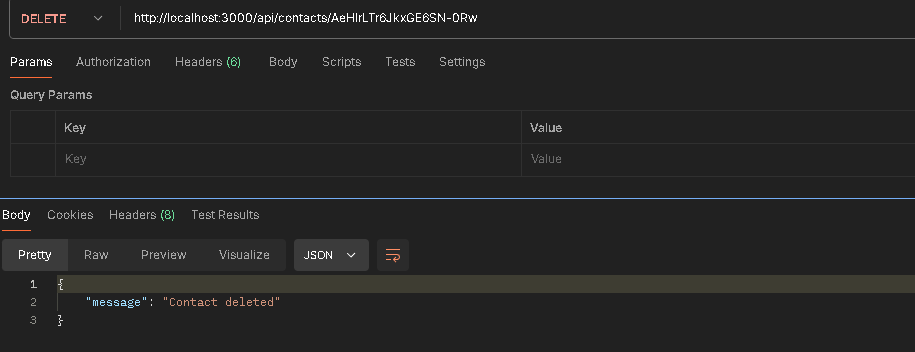 DELETE http://localhost:3000/api/contacts/AeHIrLTr6JkxGE6SN-0Rw
Params Authorization Headers (6) Body Scripts Tests Settings
Query Params
Key Value
Key Value
Body Cookies Headers (8) Test Results
Pretty Raw Preview Visualize JSON
1 {
2 "message": "Contact deleted"
3 }